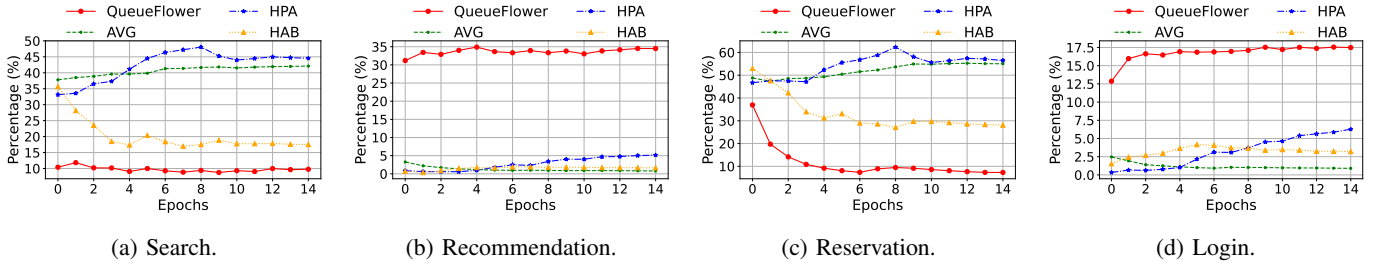 QueueFlower HPA
AVG HAB
Percentage (%)
50
45
40
35
30
25
20
15
10
0 2 4 6 8 10 12 14
Epochs
(a) Search.
QueueFlower HPA
AVG HAB
Percentage (%)
35
30
25
20
15
10
5
0
0 2 4 6 8 10 12 14
Epochs
(b) Recommendation.
QueueFlower HPA
AVG HAB
Percentage (%)
60
50
40
30
20
10
0 2 4 6 8 10 12 14
Epochs
(c) Reservation.
QueueFlower HPA
AVG HAB
Percentage (%)
17.5
15.0
12.5
10.0
7.5
5.0
2.5
0.0
0 2 4 6 8 10 12 14
Epochs
(d) Login.